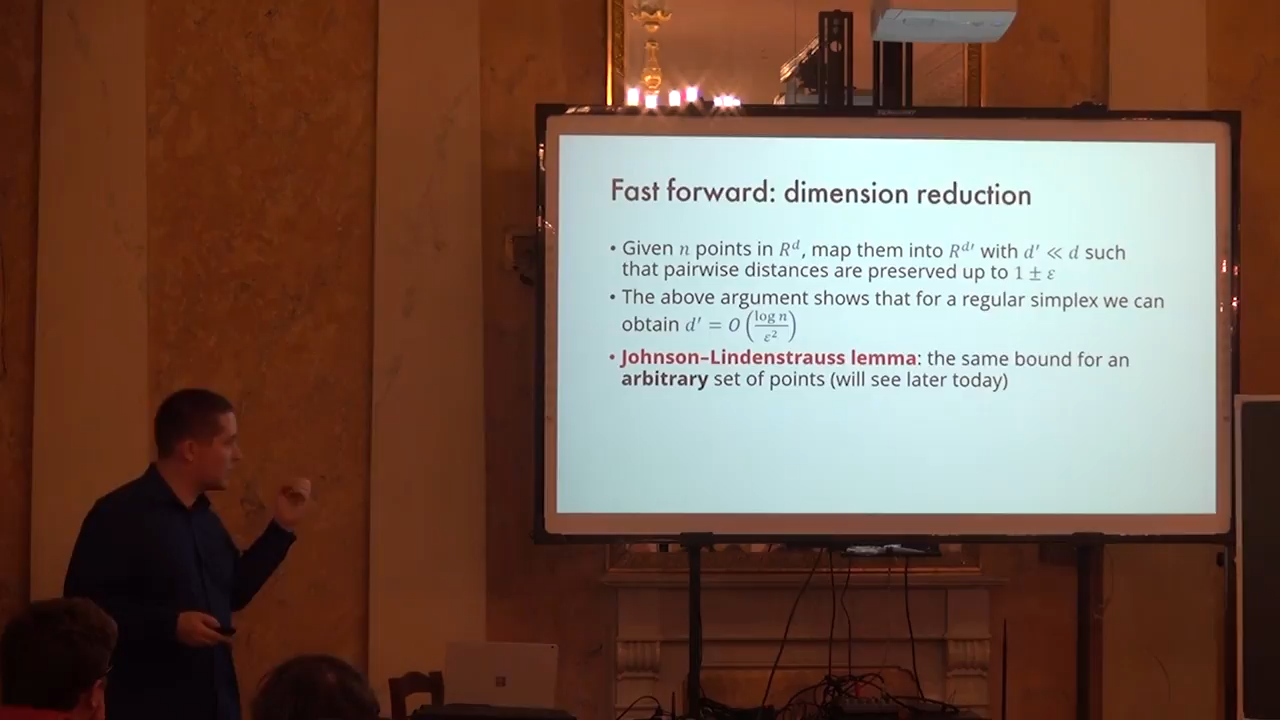 Fast forward: dimension reduction
• Given n points in R^d, map them into R^d′ with d′ ≪ d such
that pairwise distances are preserved up to 1 ± ε
• The above argument shows that for a regular simplex we can
obtain d′ = O(log n / ε²)
• Johnson–Lindenstrauss lemma: the same bound for an
arbitrary set of points (will see later today)